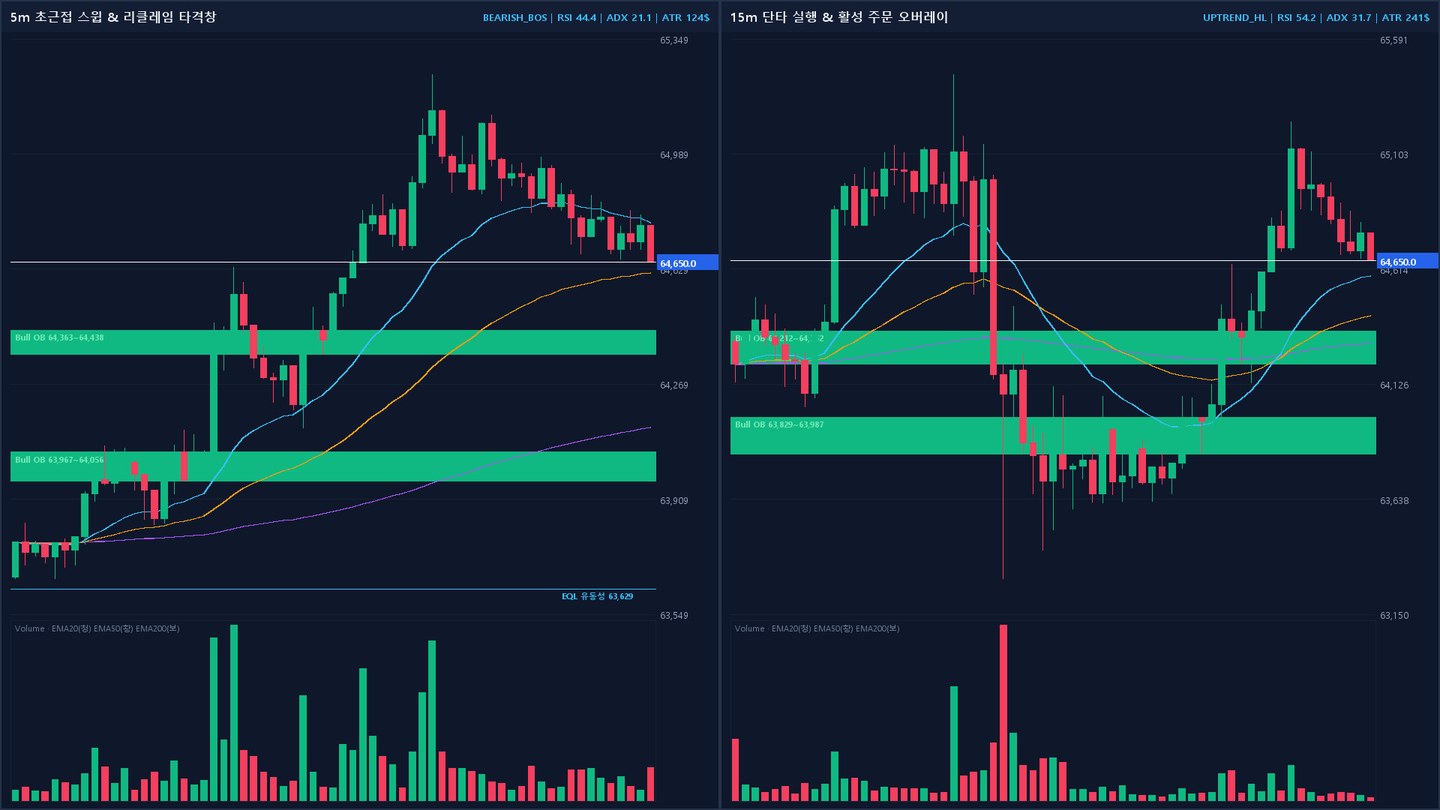 5m 초근접 스윕 & 리클레임 타격창
BEARISH_BOS | RSI 44.4 | ADX 21.1 | ATR 124$
65,349
64,989
64,650.0
64,629
Bull OB 64,363~64,438
64,269
Bull OB 63,967~64,056
63,909
EQL 유동성 63,629
63,549
Volume · EMA20(청) EMA50(황) EMA200(보)
15m 단타 실행 & 활성 주문 오버레이
UPTREND_HL | RSI 54.2 | ADX 31.7 | ATR 241$
65,591
65,103
64,650.0
64,614
Bull OB
64,126
Bull OB 63,829~63,987
63,638
63,150
Volume · EMA20(청) EMA50(황) EMA200(보)